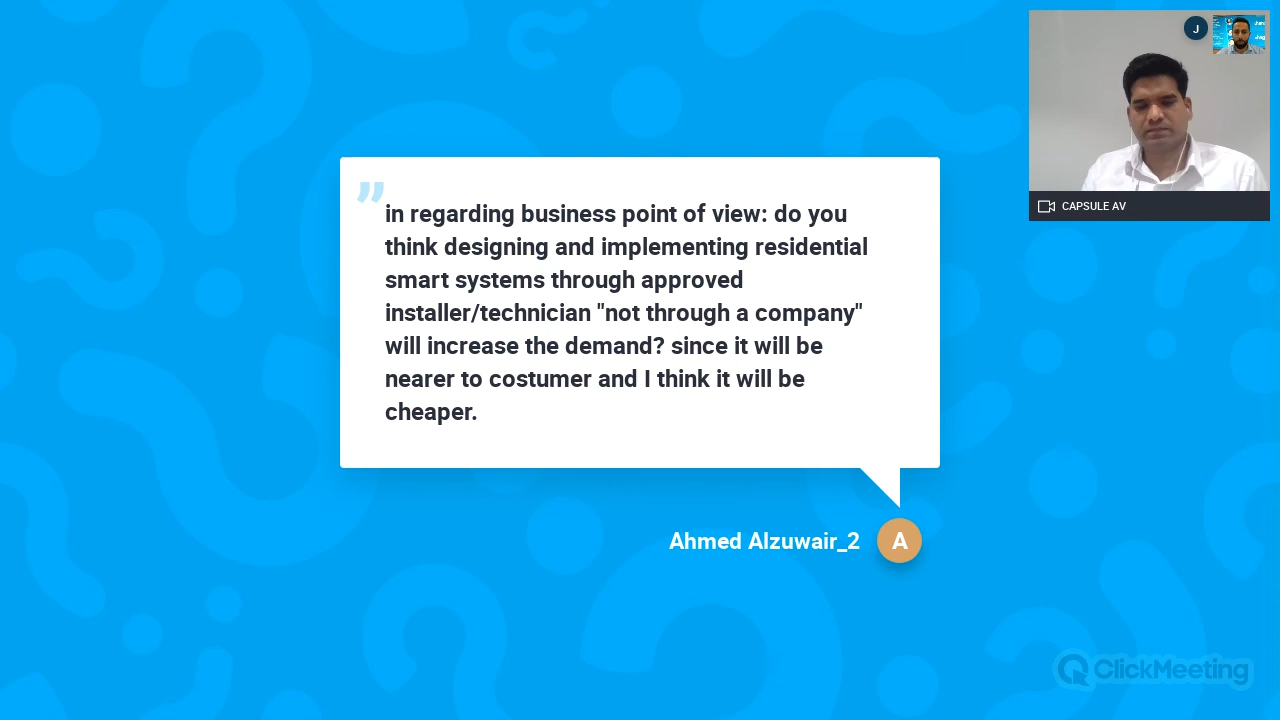 J
CAPSULE AV
"
in regarding business point of view: do you
think designing and implementing residential
smart systems through approved
installer/technician "not through a company"
will increase the demand? since it will be
nearer to costumer and I think it will be
cheaper.
Ahmed Alzuwair_2
A
ClickMeeting